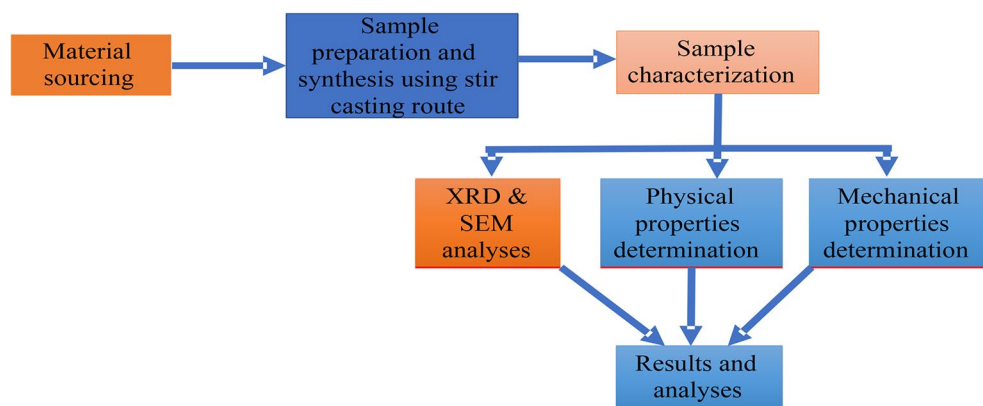 Material
sourcing
Sample
preparation and
synthesis using stir
casting route
Sample
characterization
XRD &
SEM
analyses
Physical
properties
determination
Mechanical
properties
determination
Results and
analyses